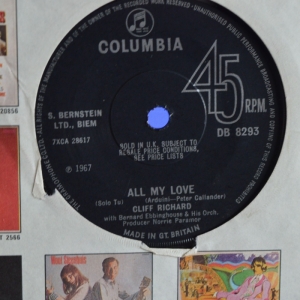 COLUMBIA
45
R.P.M.
S. BERNSTEIN
LTD., BIEM
DB 8293
7XCA 28617
SOLD IN U.K. SUBJECT TO
RESALE PRICE CONDITIONS,
SEE PRICE LISTS
℗ 1967
ALL MY LOVE
(Solo Tu) (Arduini—Peter Callander)
CLIFF RICHARD
with Bernard Ebbinghouse & His Orch.
Producer Norrie Paramor
MADE IN GT. BRITAIN